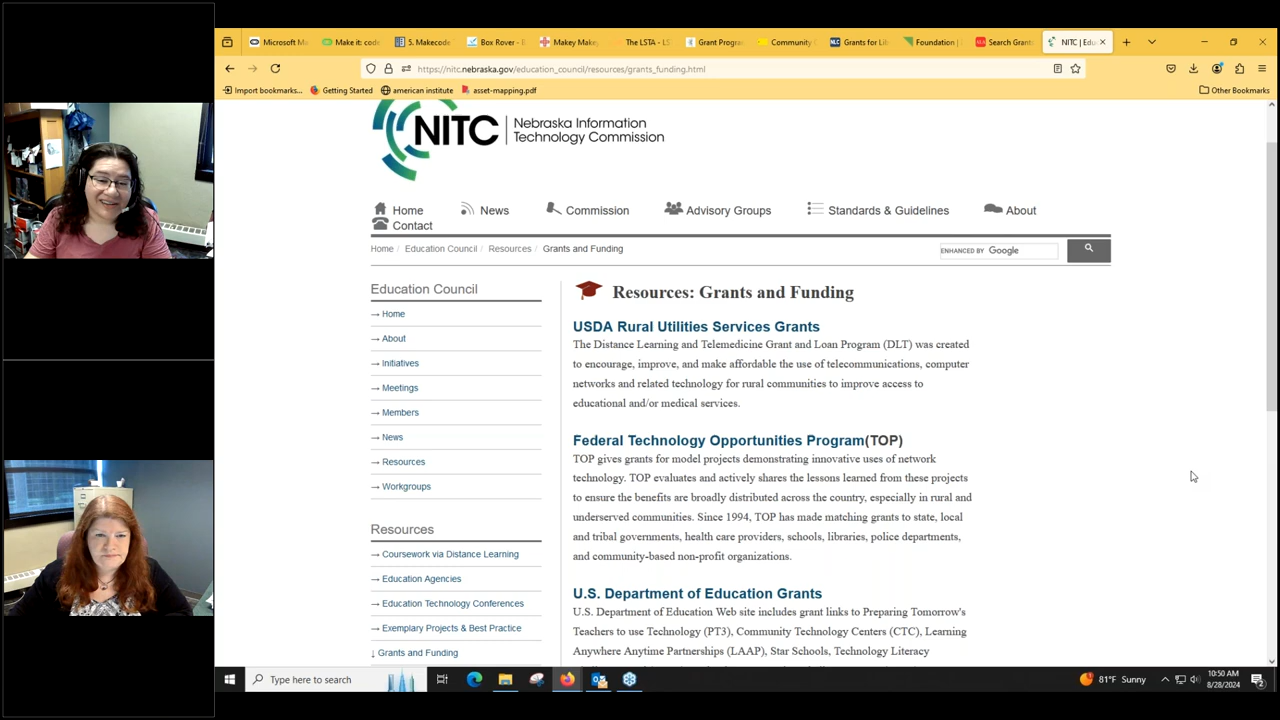 Microsoft M
Make it: cod
5. Makecode
Box Rover - B
Makey Make
The LSTA - LS
Grant Progra
Community
Grants for Lib
Foundation |
Search Grants
NITC | Edu
https://nitc.nebraska.gov/education_council/resources/grants_funding.html
Import bookmarks...
Getting Started
american institute
asset-mapping.pdf
Other Bookmarks
NITC
Nebraska Information
Technology Commission
Home
News
Commission
Advisory Groups
Standards & Guidelines
About
Contact
Home / Education Council / Resources / Grants and Funding
ENHANCED BY Google
Education Council
→ Home
→ About
→ Initiatives
→ Meetings
→ Members
→ News
→ Resources
→ Workgroups
Resources
→ Coursework via Distance Learning
→ Education Agencies
→ Education Technology Conferences
→ Exemplary Projects & Best Practice
↓ Grants and Funding
Resources: Grants and Funding
USDA Rural Utilities Services Grants
The Distance Learning and Telemedicine Grant and Loan Program (DLT) was created
to encourage, improve, and make affordable the use of telecommunications, computer
networks and related technology for rural communities to improve access to
educational and/or medical services.
Federal Technology Opportunities Program(TOP)
TOP gives grants for model projects demonstrating innovative uses of network
technology. TOP evaluates and actively shares the lessons learned from these projects
to ensure the benefits are broadly distributed across the country, especially in rural and
underserved communities. Since 1994, TOP has made matching grants to state, local
and tribal governments, health care providers, schools, libraries, police departments,
and community-based non-profit organizations.
U.S. Department of Education Grants
U.S. Department of Education Web site includes grant links to Preparing Tomorrow's
Teachers to use Technology (PT3), Community Technology Centers (CTC), Learning
Anywhere Anytime Partnerships (LAAP), Star Schools, Technology Literacy
Type here to search
81°F Sunny
10:50 AM
8/28/2024
2